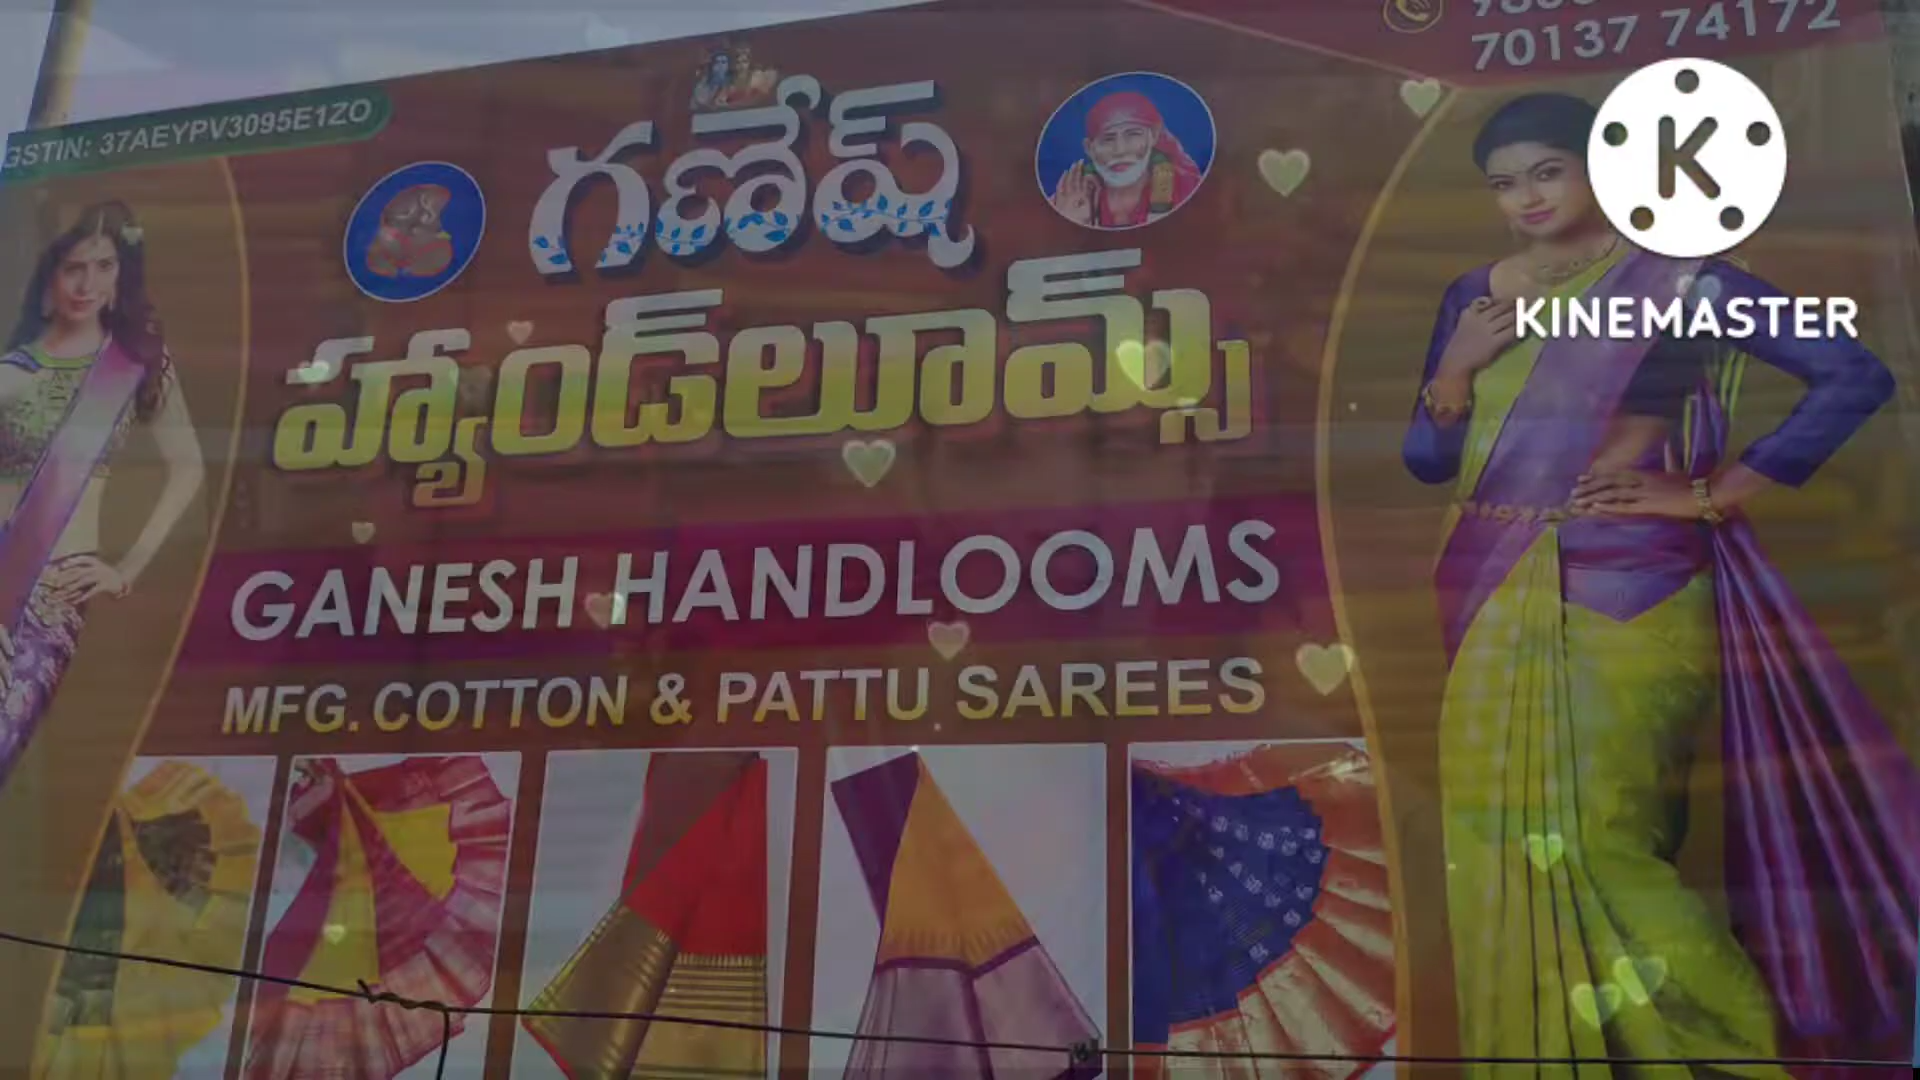 70137 74172
GSTIN: 37AEYPV3095E1ZO
గణేష్
హ్యాండ్‌లూమ్స్
GANESH HANDLOOMS
MFG. COTTON & PATTU SAREES
K
KINEMASTER